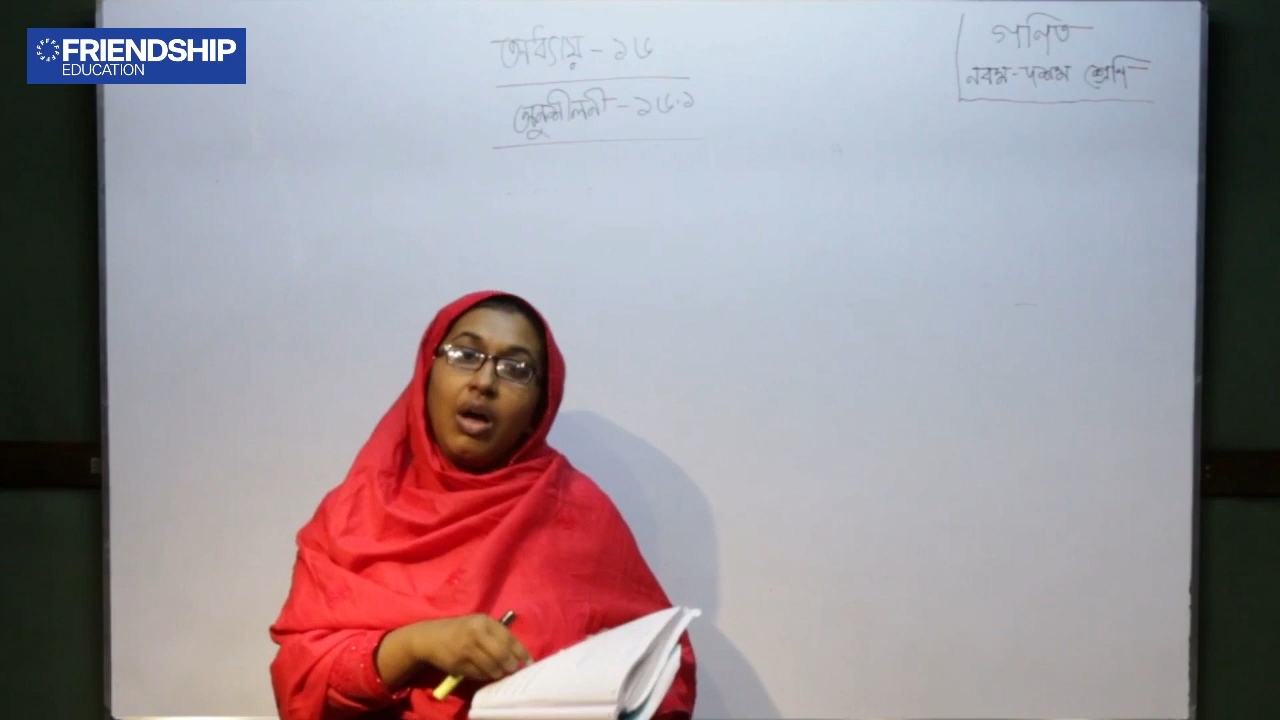 FRIENDSHIP
EDUCATION
অধ্যায় - ১৬
অনুশীলনী - ১৬.১
গণিত
নবম-দশম শ্রেণি